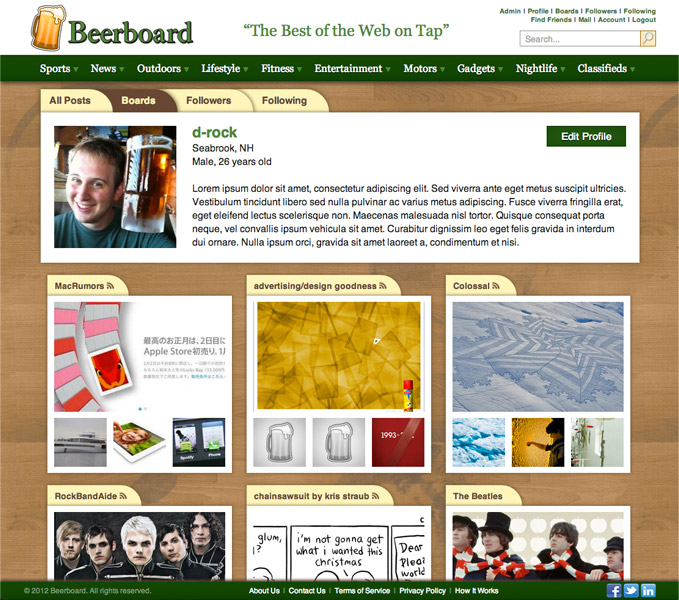 Beerboard
“The Best of the Web on Tap”
Admin | Profile | Boards | Followers | Following
Find Friends | Mail | Account | Logout
Search...
Sports News Outdoors Lifestyle Fitness Entertainment Motors Gadgets Nightlife Classifieds
All Posts Boards Followers Following
d-rock
Edit Profile
Seabrook, NH
Male, 26 years old
Lorem ipsum dolor sit amet, consectetur adipiscing elit. Sed viverra ante eget metus suscipit ultricies.
Vestibulum tincidunt libero sed nulla pulvinar ac varius metus adipiscing. Fusce viverra fringilla erat,
eget eleifend lectus scelerisque non. Maecenas malesuada nisl tortor. Quisque consequat porta
neque, vel convallis ipsum vehicula sit amet. Curabitur dignissim leo eget felis gravida in interdum
dui ornare. Nulla ipsum orci, gravida sit amet laoreet a, condimentum et nisi.
MacRumors
advertising/design goodness
Colossal
最高のお正月は、2日目に
Apple Store初売り。1
Spotify Phone
1993-
RockBandAide
chainsawsuit by kris straub
The Beatles
glum,
I?
i'm not gonna get
what i wanted this
christmas
Dear
Pleas
world
© 2012 Beerboard. All rights reserved.
About Us | Contact Us | Terms of Service | Privacy Policy | How It Works